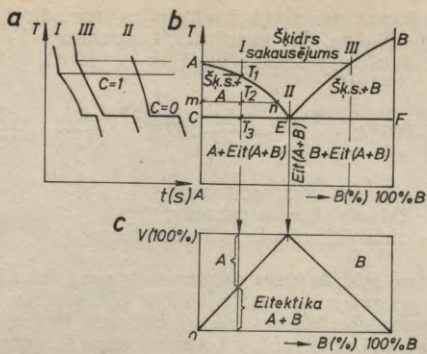 a
T
I
III
II
C=1
C=0
t(s)
b
T
I
Šķidrs
sakausējums
III
B
A
T₁
Šķ.s.+
A
T₂
II
Šķ.s.+B
m
n
C
E
F
T₃
A+Eit(A+B)
Eit(A+B)
B+Eit(A+B)
A
B(%) 100%B
c
V(100%)
A
B
Eitektika
A+B
0
B(%) 100%B